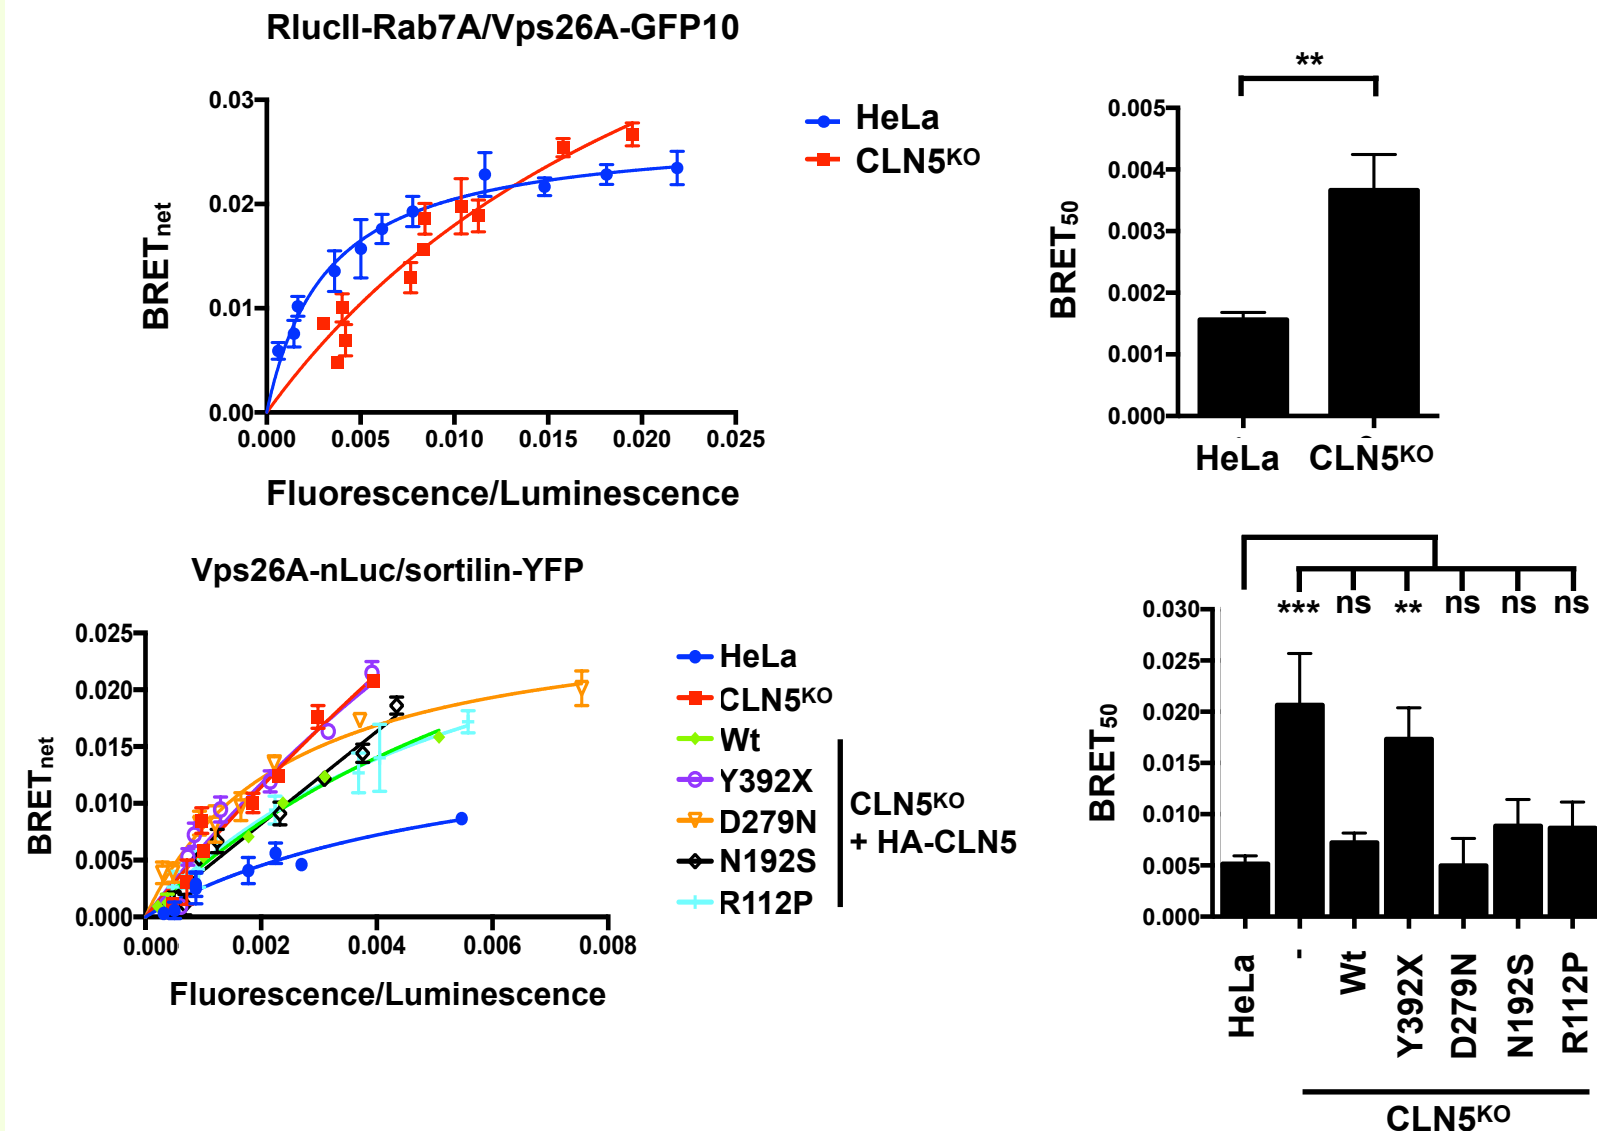 RlucII-Rab7A/Vps26A-GFP10
BRETnet
0.03
0.02
0.01
0.00
0.000 0.005 0.010 0.015 0.020 0.025
Fluorescence/Luminescence
HeLa
CLN5KO
**
BRET50
0.005
0.004
0.003
0.002
0.001
0.000
HeLa CLN5KO
Vps26A-nLuc/sortilin-YFP
BRETnet
0.025
0.020
0.015
0.010
0.005
0.000
0.000 0.002 0.004 0.006 0.008
Fluorescence/Luminescence
HeLa
CLN5KO
Wt
Y392X
D279N
N192S
R112P
CLN5KO
+ HA-CLN5
*** ns ** ns ns ns
BRET50
0.030
0.025
0.020
0.015
0.010
0.005
0.000
HeLa - Wt Y392X D279N N192S R112P
CLN5KO